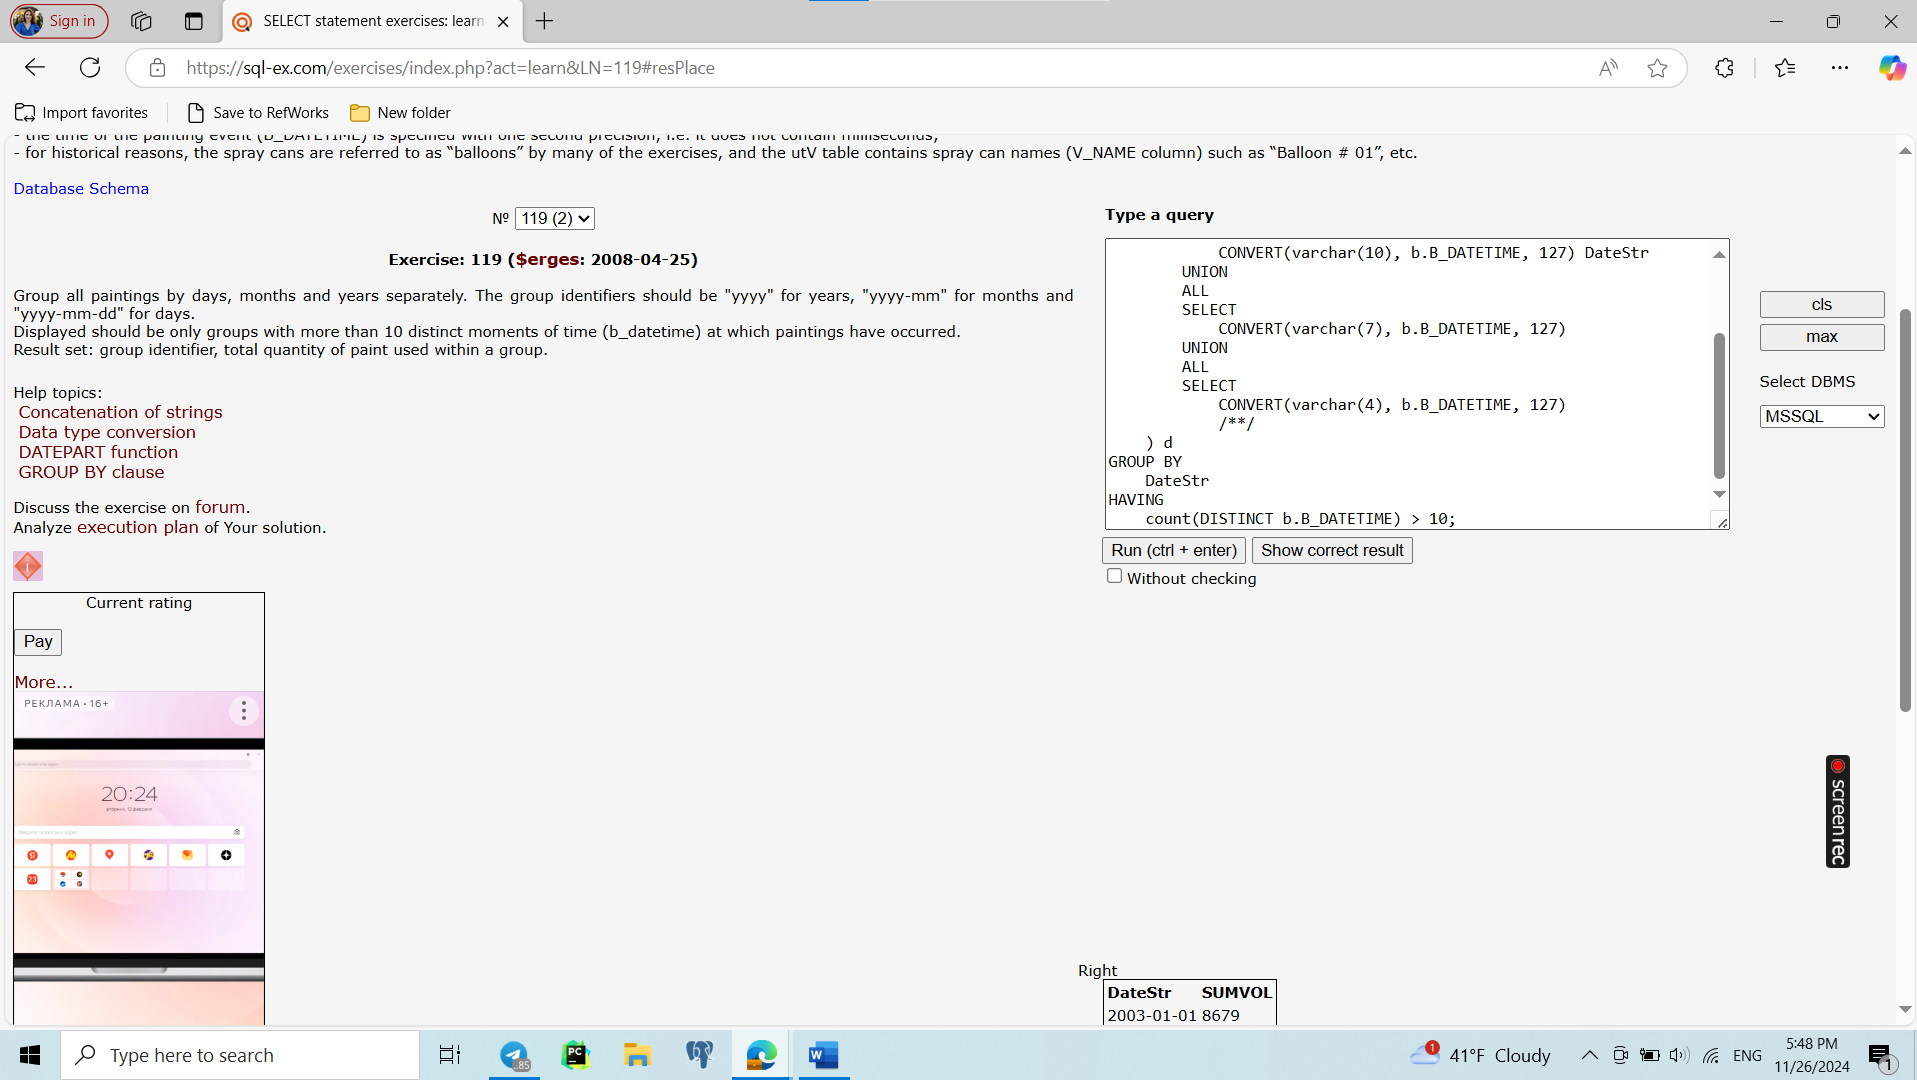 Sign in
SELECT statement exercises: learn
https://sql-ex.com/exercises/index.php?act=learn&LN=119#resPlace
Import favorites
Save to RefWorks
New folder
- the time of the painting event (B_DATETIME) is specified with one second precision, i.e. it does not contain milliseconds;
- for historical reasons, the spray cans are referred to as “balloons” by many of the exercises, and the utV table contains spray can names (V_NAME column) such as “Balloon # 01”, etc.
Database Schema
№ 119 (2)
Exercise: 119 ($erges: 2008-04-25)
Group all paintings by days, months and years separately. The group identifiers should be "yyyy" for years, "yyyy-mm" for months and
"yyyy-mm-dd" for days.
Displayed should be only groups with more than 10 distinct moments of time (b_datetime) at which paintings have occurred.
Result set: group identifier, total quantity of paint used within a group.
Help topics:
Concatenation of strings
Data type conversion
DATEPART function
GROUP BY clause
Discuss the exercise on forum.
Analyze execution plan of Your solution.
Current rating
Pay
More...
РЕКЛАМА • 16+
20:24
Type a query
CONVERT(varchar(10), b.B_DATETIME, 127) DateStr
UNION
ALL
SELECT
CONVERT(varchar(7), b.B_DATETIME, 127)
UNION
ALL
SELECT
CONVERT(varchar(4), b.B_DATETIME, 127)
/**/
) d
GROUP BY
DateStr
HAVING
count(DISTINCT b.B_DATETIME) > 10;
Run (ctrl + enter)
Show correct result
Without checking
cls
max
Select DBMS
MSSQL
screenrec
Right
DateStr SUMVOL
2003-01-01 8679
Type here to search
85
PC
W
1
41°F Cloudy
ENG
5:48 PM
11/26/2024
1